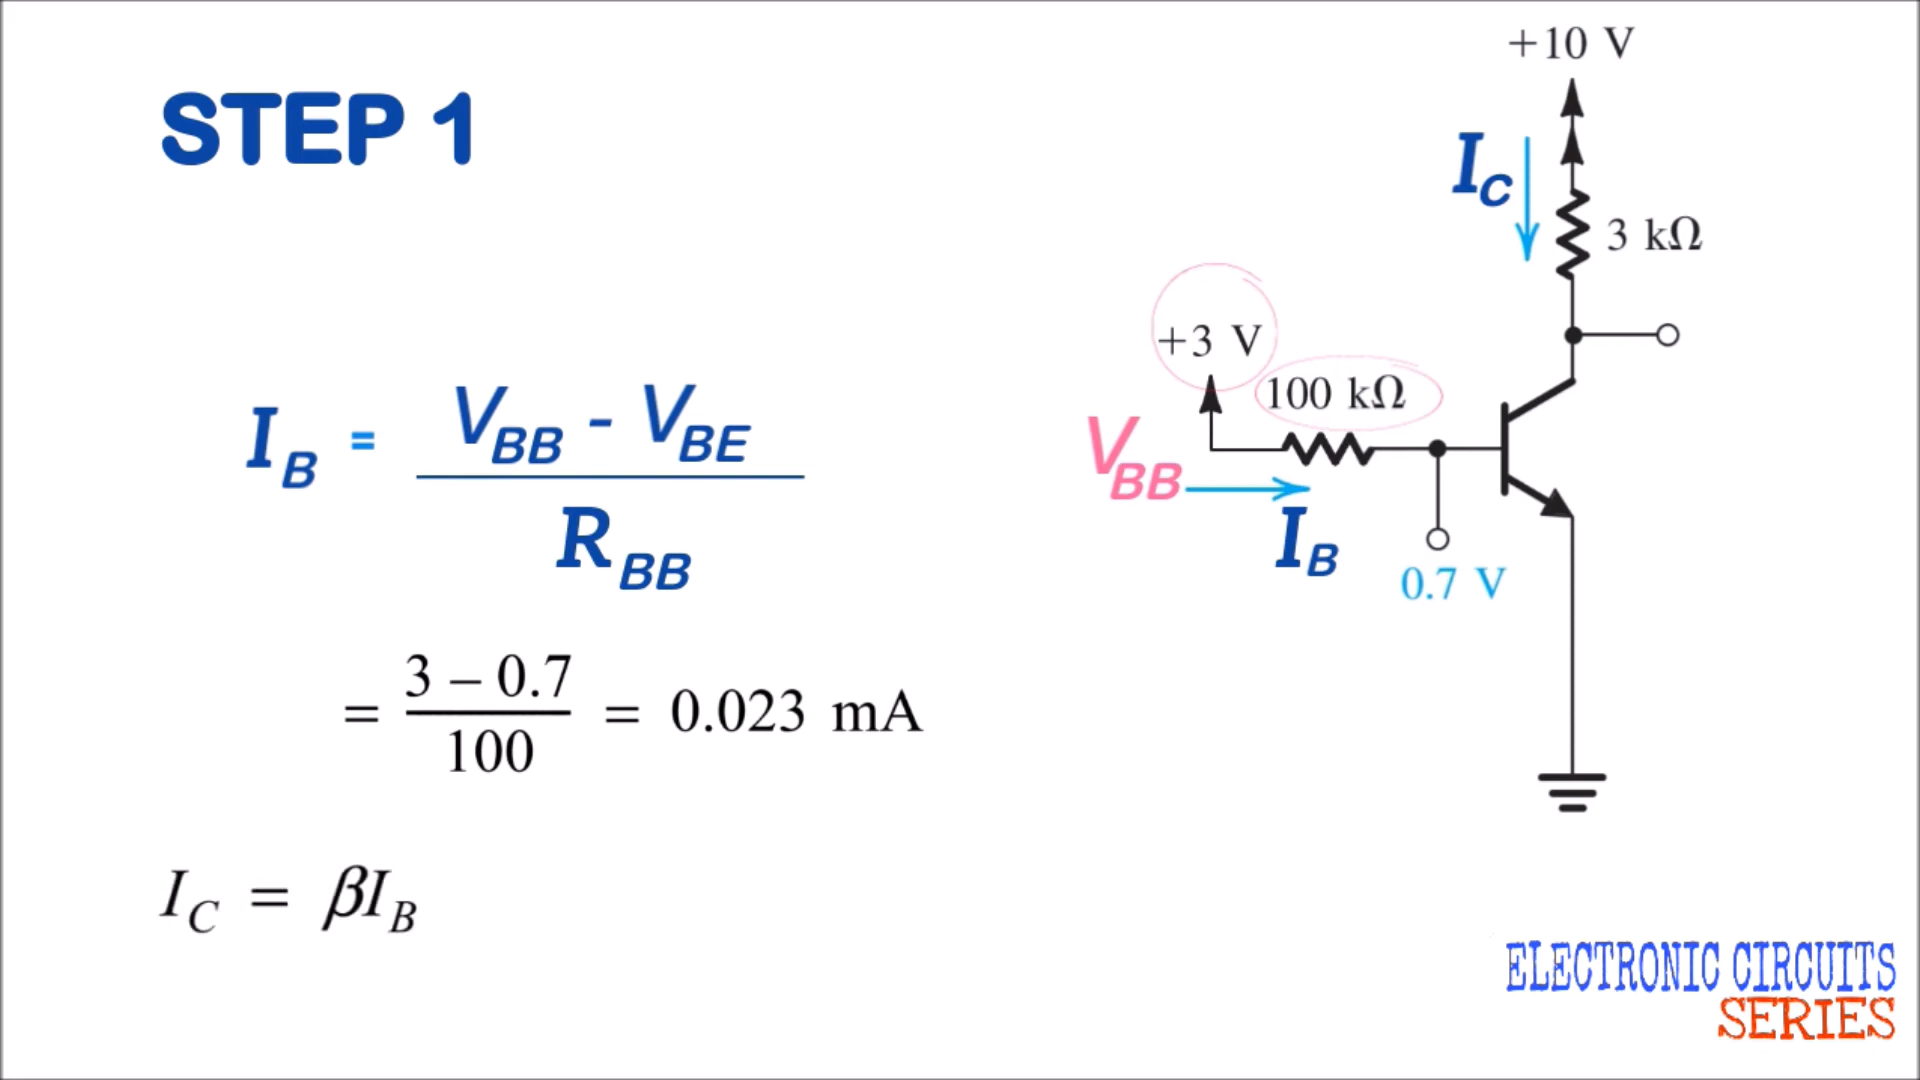 STEP 1
I_B = (V_BB - V_BE) / R_BB
= (3 – 0.7) / 100 = 0.023 mA
I_C = βI_B
+10 V
I_C
3 kΩ
+3 V
100 kΩ
V_BB
I_B
0.7 V
ELECTRONIC CIRCUITS
SERIES